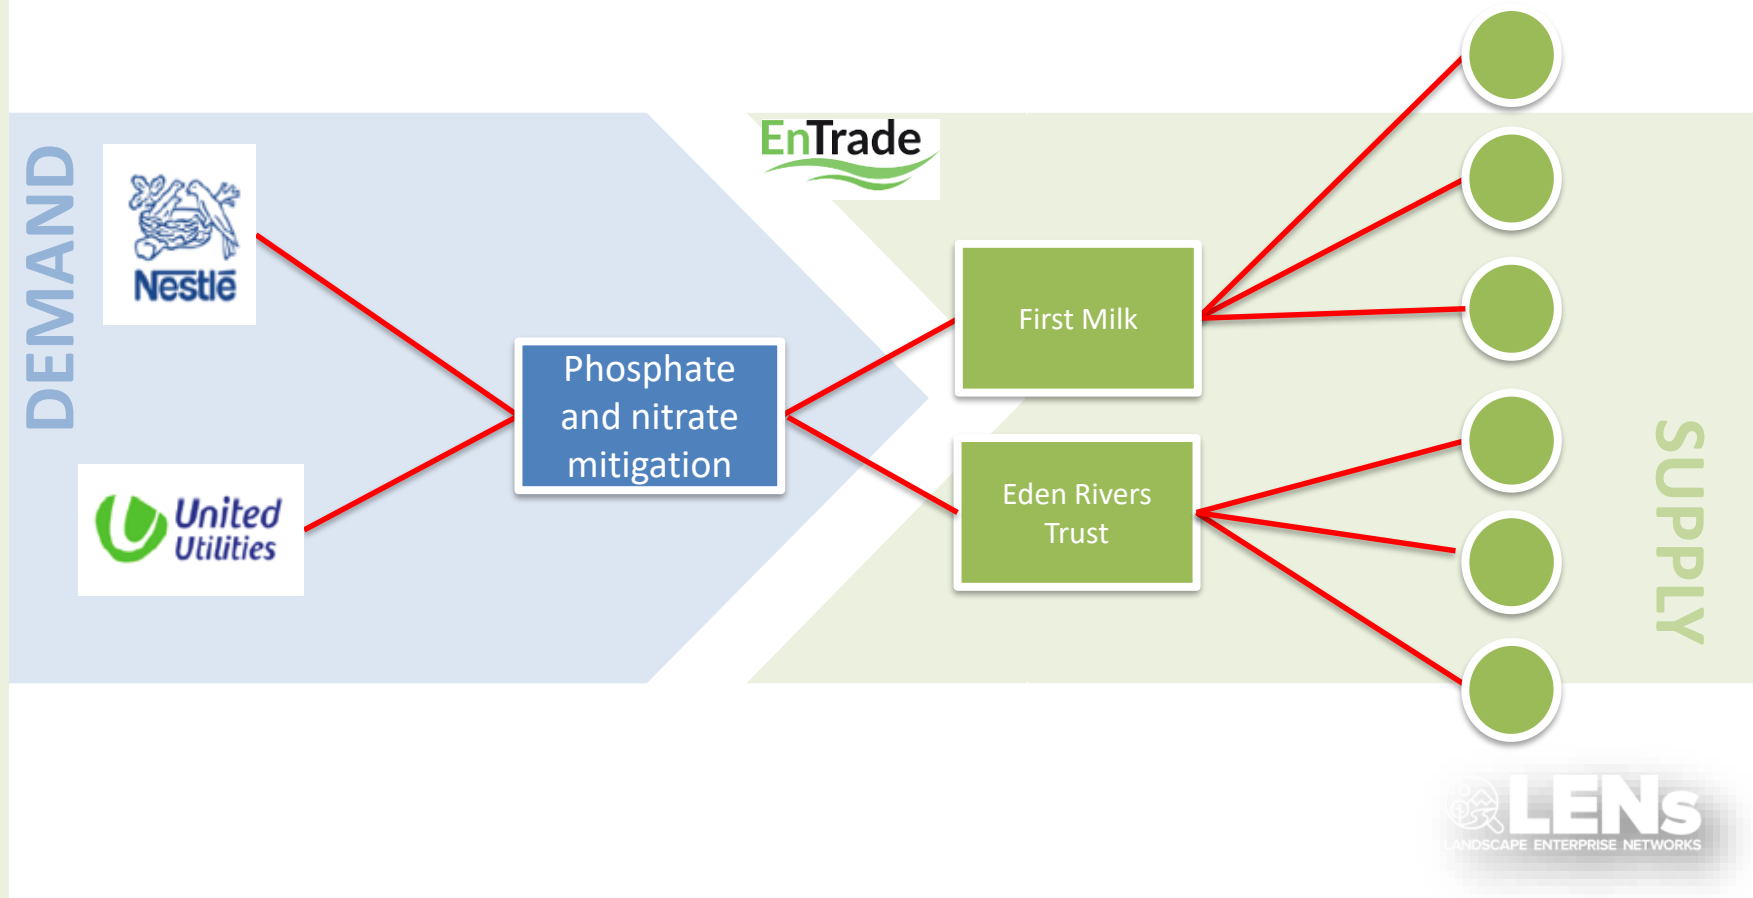 DEMAND
Nestlé
United
Utilities
Phosphate
and nitrate
mitigation
EnTrade
First Milk
Eden Rivers
Trust
SUPPLY
LENs
LANDSCAPE ENTERPRISE NETWORKS